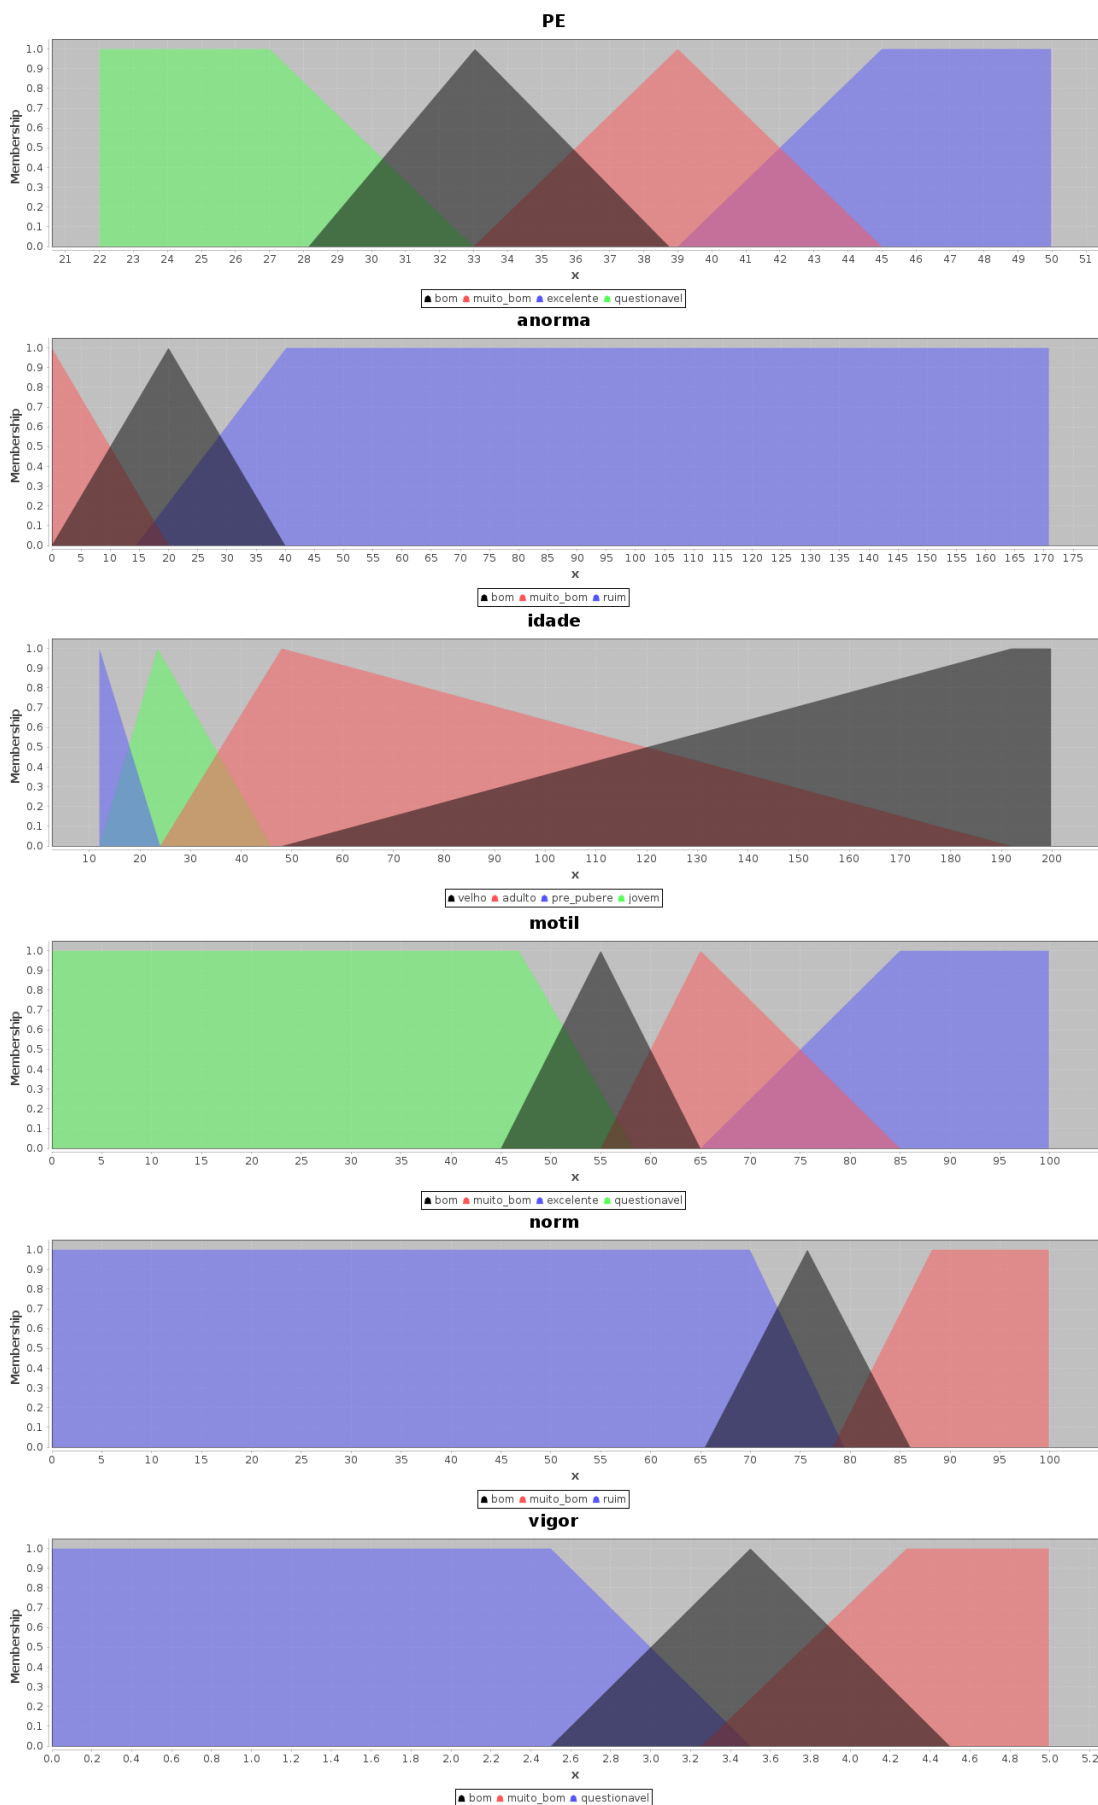 PE
Membership
1.0
0.9
0.8
0.7
0.6
0.5
0.4
0.3
0.2
0.1
0.0
21 22 23 24 25 26 27 28 29 30 31 32 33 34 35 36 37 38 39 40 41 42 43 44 45 46 47 48 49 50 51
x
bom muito_bom excelente questionavel
anorma
Membership
1.0
0.9
0.8
0.7
0.6
0.5
0.4
0.3
0.2
0.1
0.0
0 5 10 15 20 25 30 35 40 45 50 55 60 65 70 75 80 85 90 95 100 105 110 115 120 125 130 135 140 145 150 155 160 165 170 175
x
bom muito_bom ruim
idade
Membership
1.0
0.9
0.8
0.7
0.6
0.5
0.4
0.3
0.2
0.1
0.0
10 20 30 40 50 60 70 80 90 100 110 120 130 140 150 160 170 180 190 200
x
velho adulto pre_pubere jovem
motil
Membership
1.0
0.9
0.8
0.7
0.6
0.5
0.4
0.3
0.2
0.1
0.0
0 5 10 15 20 25 30 35 40 45 50 55 60 65 70 75 80 85 90 95 100
x
bom muito_bom excelente questionavel
norm
Membership
1.0
0.9
0.8
0.7
0.6
0.5
0.4
0.3
0.2
0.1
0.0
0 5 10 15 20 25 30 35 40 45 50 55 60 65 70 75 80 85 90 95 100
x
bom muito_bom ruim
vigor
Membership
1.0
0.9
0.8
0.7
0.6
0.5
0.4
0.3
0.2
0.1
0.0
0.0 0.2 0.4 0.6 0.8 1.0 1.2 1.4 1.6 1.8 2.0 2.2 2.4 2.6 2.8 3.0 3.2 3.4 3.6 3.8 4.0 4.2 4.4 4.6 4.8 5.0 5.2
x
bom muito_bom questionavel